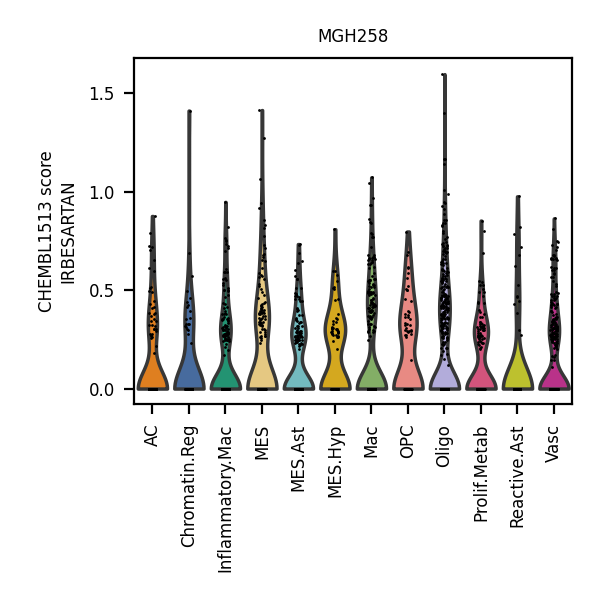 MGH258
CHEMBL1513 score
IRBESARTAN
1.5
1.0
0.5
0.0
AC
Chromatin.Reg
Inflammatory.Mac
MES
MES.Ast
MES.Hyp
Mac
OPC
Oligo
Prolif.Metab
Reactive.Ast
Vasc